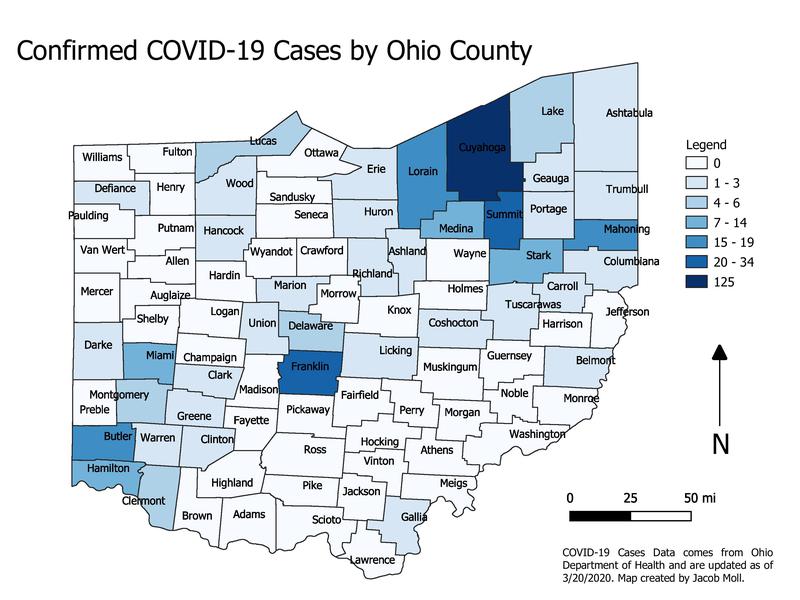 Confirmed COVID-19 Cases by Ohio County
Lake
Ashtabula
Lucas
Williams
Fulton
Ottawa
Cuyahoga
Erie
Lorain
Geauga
Defiance
Henry
Wood
Sandusky
Trumbull
Paulding
Seneca
Huron
Summit
Portage
Putnam
Hancock
Medina
Mahoning
Van Wert
Wyandot
Crawford
Ashland
Wayne
Stark
Allen
Richland
Columbiana
Hardin
Mercer
Auglaize
Marion
Morrow
Holmes
Carroll
Tuscarawas
Shelby
Logan
Knox
Jefferson
Union
Delaware
Coshocton
Harrison
Darke
Miami
Champaign
Franklin
Licking
Guernsey
Belmont
Clark
Muskingum
Madison
Montgomery
Fairfield
Noble
Monroe
Preble
Pickaway
Perry
Morgan
Greene
Fayette
Butler
Warren
Clinton
Hocking
Washington
Ross
Athens
Vinton
Hamilton
Highland
Pike
Jackson
Meigs
Clermont
Brown
Adams
Scioto
Gallia
Lawrence
Legend
0
1 - 3
4 - 6
7 - 14
15 - 19
20 - 34
125
N
0 25 50 mi
COVID-19 Cases Data comes from Ohio
Department of Health and are updated as of
3/20/2020. Map created by Jacob Moll.